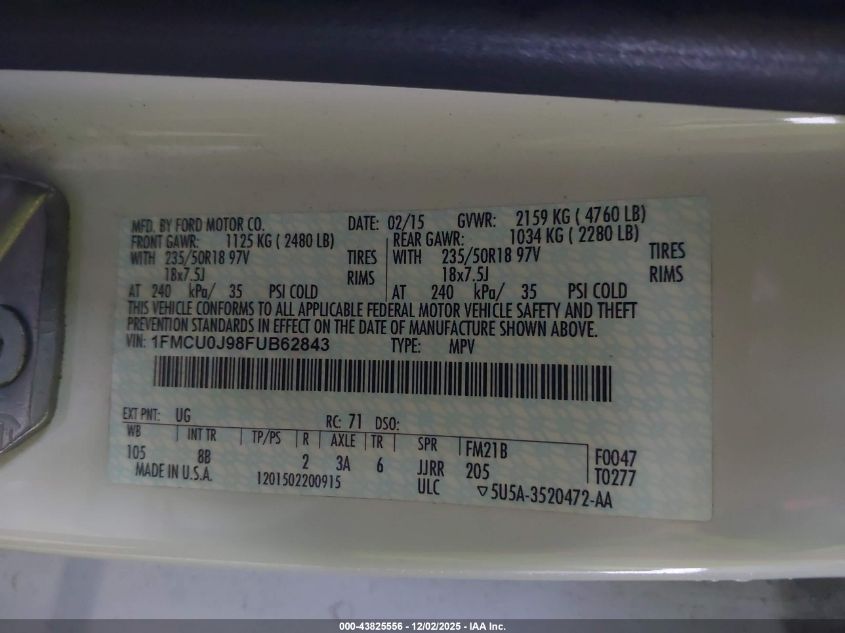 MFD. BY FORD MOTOR CO. DATE: 02/15 GVWR: 2159 KG ( 4760 LB)
FRONT GAWR: 1125 KG ( 2480 LB) REAR GAWR: 1034 KG ( 2280 LB)
WITH 235/50R18 97V TIRES WITH 235/50R18 97V TIRES
18x7.5J RIMS 18x7.5J RIMS
AT 240 kPa/ 35 PSI COLD AT 240 kPa/ 35 PSI COLD
THIS VEHICLE CONFORMS TO ALL APPLICABLE FEDERAL MOTOR VEHICLE SAFETY AND THEFT
PREVENTION STANDARDS IN EFFECT ON THE DATE OF MANUFACTURE SHOWN ABOVE.
VIN: 1FMCU0J98FUB62843 TYPE: MPV
EXT PNT: UG RC: 71 DSO:
WB INT TR TP/PS R AXLE TR SPR FM21B F0047
105 8B 2 3A 6 JJRR 205 T0277
MADE IN U.S.A. 1201502200915 ULC ▽5U5A-3520472-AA
000-43825556 - 12/02/2025 - IAA Inc.